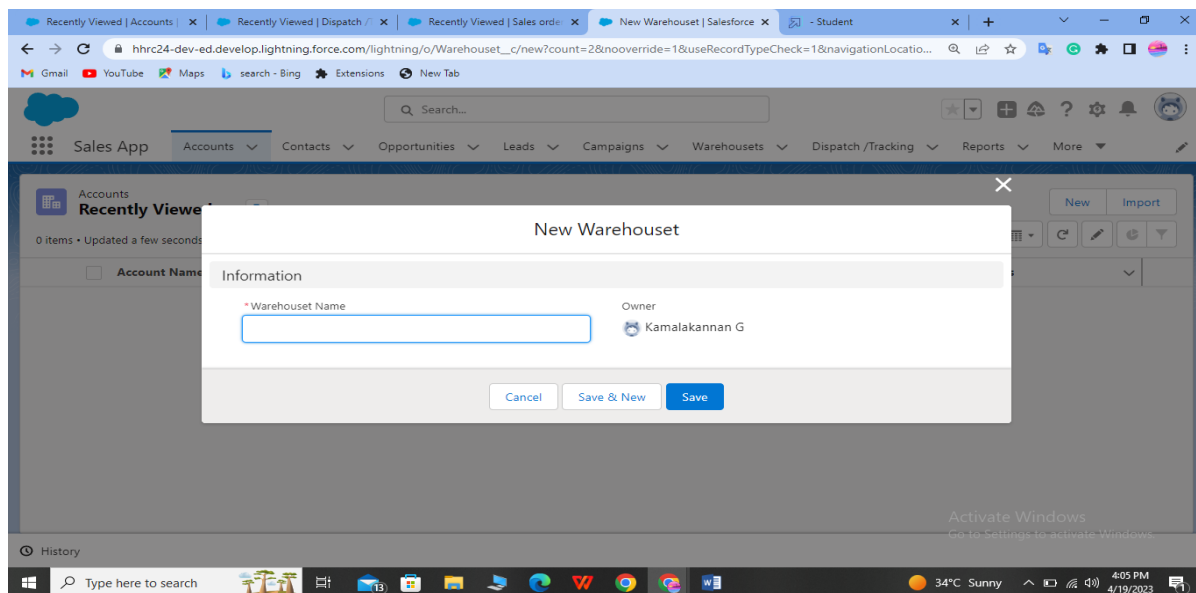 Recently Viewed | Accounts | Recently Viewed | Dispatch / Recently Viewed | Sales order New Warehouset | Salesforce - Student
hhrc24-dev-ed.develop.lightning.force.com/lightning/o/Warehouset__c/new?count=2&nooverride=1&useRecordTypeCheck=1&navigationLocatio...
Gmail YouTube Maps search - Bing Extensions New Tab
Search...
Sales App Accounts Contacts Opportunities Leads Campaigns Warehousets Dispatch /Tracking Reports More
Accounts
Recently Viewe New Import
0 items • Updated a few seconds
Account Name
New Warehouset
Information
*Warehouset Name Owner
Kamalakannan G
Cancel Save & New Save
Activate Windows
Go to Settings to activate Windows.
History
Type here to search 13 34°C Sunny 4:05 PM
4/19/2023 1